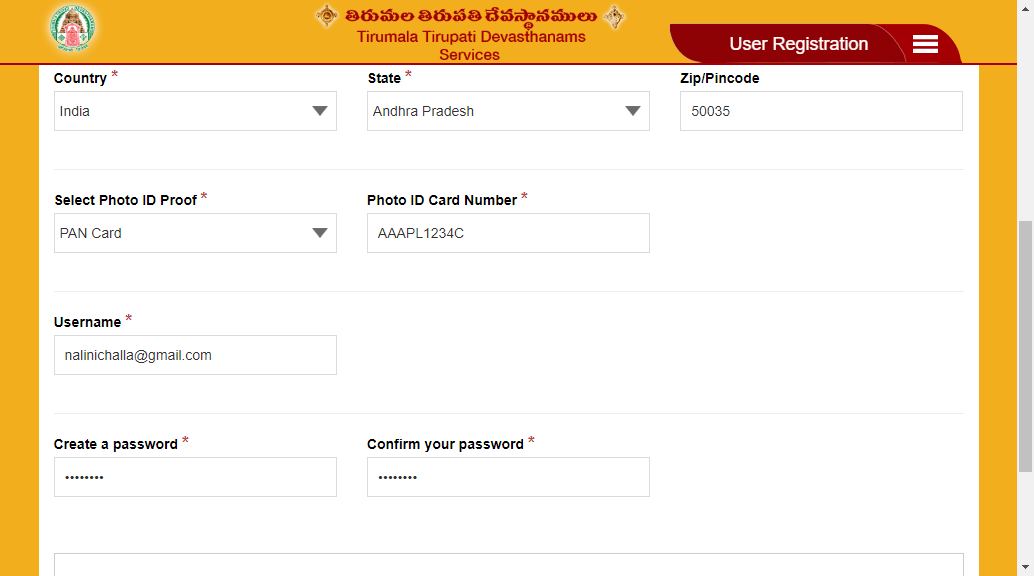 తిరుమల తిరుపతి దేవస్థానములు
Tirumala Tirupati Devasthanams
Services
User Registration
Country *
State *
Zip/Pincode
India
Andhra Pradesh
50035
Select Photo ID Proof *
Photo ID Card Number *
PAN Card
AAAPL1234C
Username *
nalinichalla@gmail.com
Create a password *
Confirm your password *
••••••••
••••••••